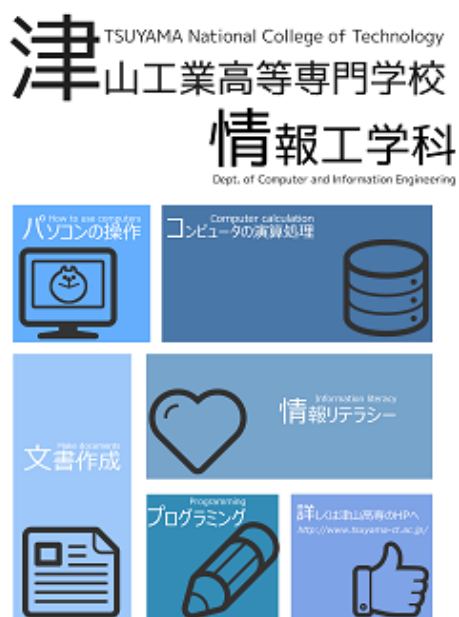 TSUYAMA National College of Technology
津山工業高等専門学校
情報工学科
Dept. of Computer and Information Engineering
How to use computers
パソコンの操作
Computer calculation
コンピュータの演算処理
Information literacy
情報リテラシー
Make documents
文書作成
Programming
プログラミング
詳しくは津山高専のHPへ
http://www.tsuyama-ct.ac.jp/